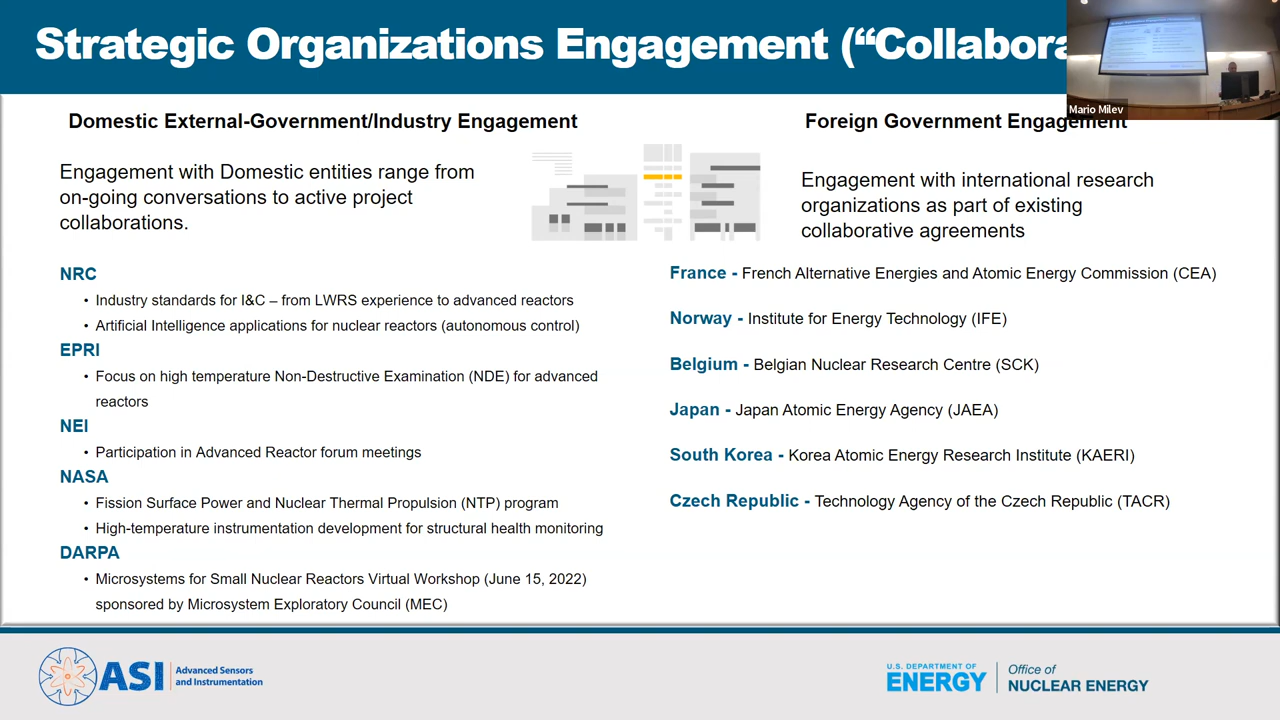 Strategic Organizations Engagement (“Collabora
Mario Milev
Domestic External-Government/Industry Engagement
Engagement with Domestic entities range from
on-going conversations to active project
collaborations.
NRC
• Industry standards for I&C – from LWRS experience to advanced reactors
• Artificial Intelligence applications for nuclear reactors (autonomous control)
EPRI
• Focus on high temperature Non-Destructive Examination (NDE) for advanced
reactors
NEI
• Participation in Advanced Reactor forum meetings
NASA
• Fission Surface Power and Nuclear Thermal Propulsion (NTP) program
• High-temperature instrumentation development for structural health monitoring
DARPA
• Microsystems for Small Nuclear Reactors Virtual Workshop (June 15, 2022)
sponsored by Microsystem Exploratory Council (MEC)
Foreign Government Engagement
Engagement with international research
organizations as part of existing
collaborative agreements
France - French Alternative Energies and Atomic Energy Commission (CEA)
Norway - Institute for Energy Technology (IFE)
Belgium - Belgian Nuclear Research Centre (SCK)
Japan - Japan Atomic Energy Agency (JAEA)
South Korea - Korea Atomic Energy Research Institute (KAERI)
Czech Republic - Technology Agency of the Czech Republic (TACR)
ASI
Advanced Sensors
and Instrumentation
U.S. DEPARTMENT OF
ENERGY
Office of
NUCLEAR ENERGY